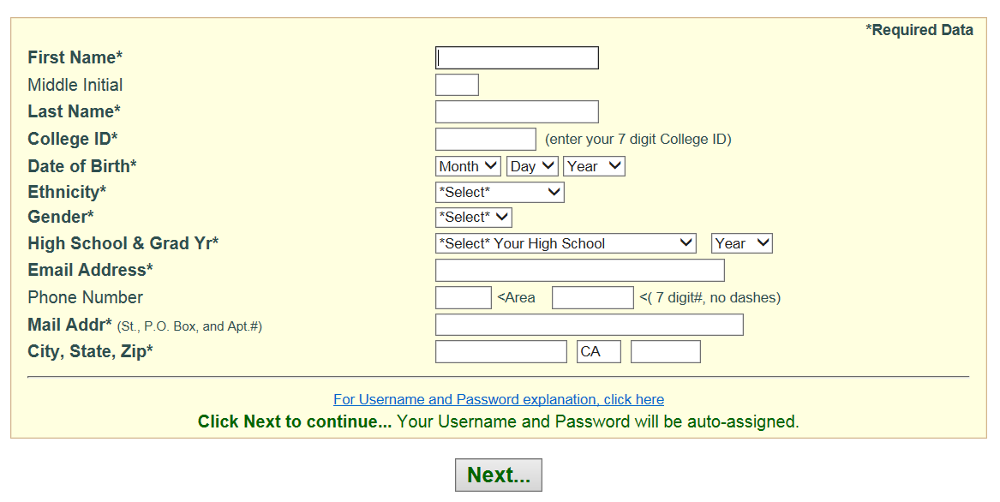 *Required Data
First Name*
Middle Initial
Last Name*
College ID* (enter your 7 digit College ID)
Date of Birth* Month Day Year
Ethnicity* *Select*
Gender* *Select*
High School & Grad Yr* *Select* Your High School Year
Email Address*
Phone Number <Area <( 7 digit#, no dashes)
Mail Addr* (St., P.O. Box, and Apt.#)
City, State, Zip* CA
For Username and Password explanation, click here
Click Next to continue... Your Username and Password will be auto-assigned.
Next...